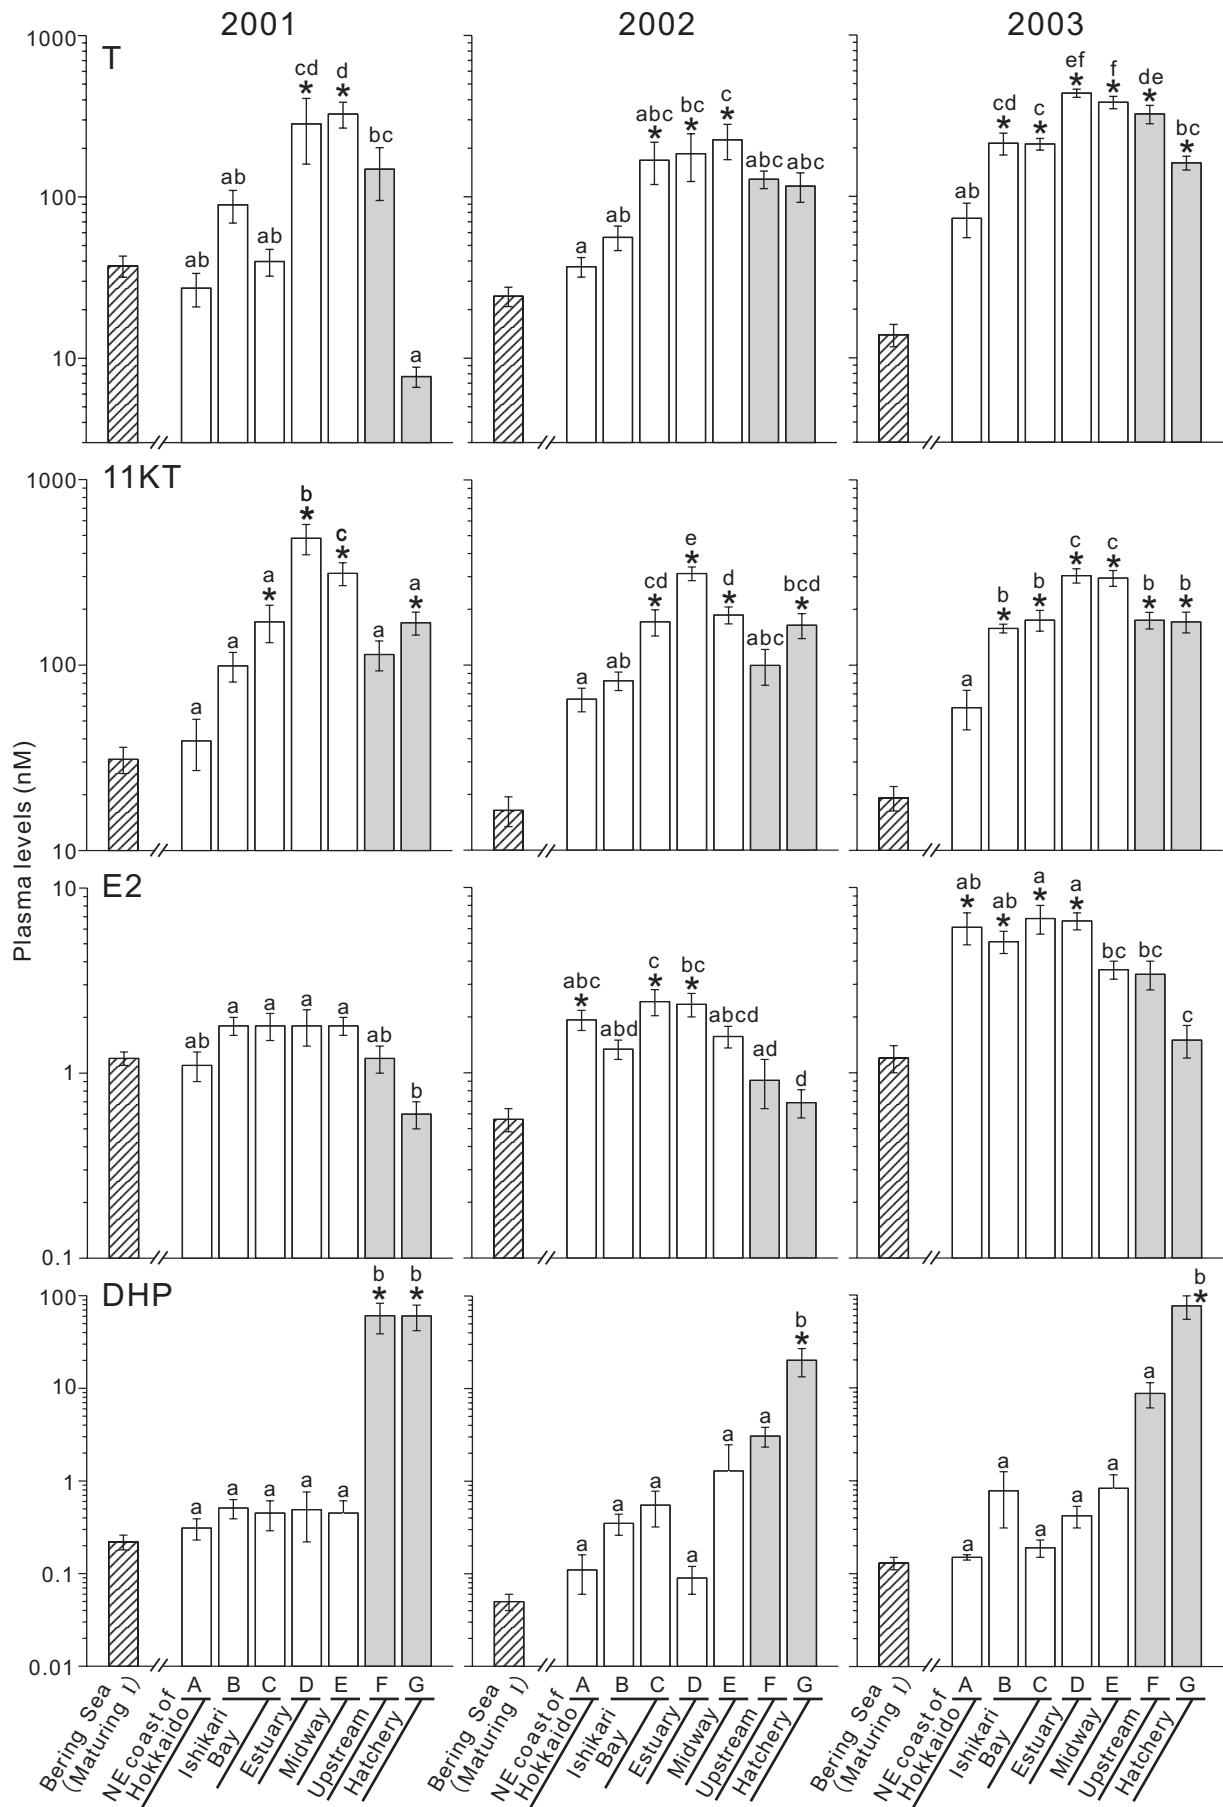 2001 2002 2003
T
1000
100
10
ab ab ab cd * d * bc a
a ab abc * bc * c * abc abc
ab cd * c * ef * f * de * bc *
11KT
1000
100
10
a a a * b * c * a a *
a ab cd * e * d * abc bcd *
a b * b * c * c * b * b *
Plasma levels (nM)
E2
10
1
0.1
ab a a a a ab b
abc * abd c * bc * abcd ad d
ab * ab * a * a * bc bc c
DHP
100
10
1
0.1
0.01
a a a a a b * b *
a a a a a a b *
a a a a a a b *
A B C D E F G A B C D E F G A B C D E F G
Bering Sea
(Maturing 1)
NE coast of
Hokkaido
Ishikari
Bay
Estuary
Midway
Upstream
Hatchery
Bering Sea
(Maturing 1)
NE coast of
Hokkaido
Ishikari
Bay
Estuary
Midway
Upstream
Hatchery
Bering Sea
(Maturing 1)
NE coast of
Hokkaido
Ishikari
Bay
Estuary
Midway
Upstream
Hatchery